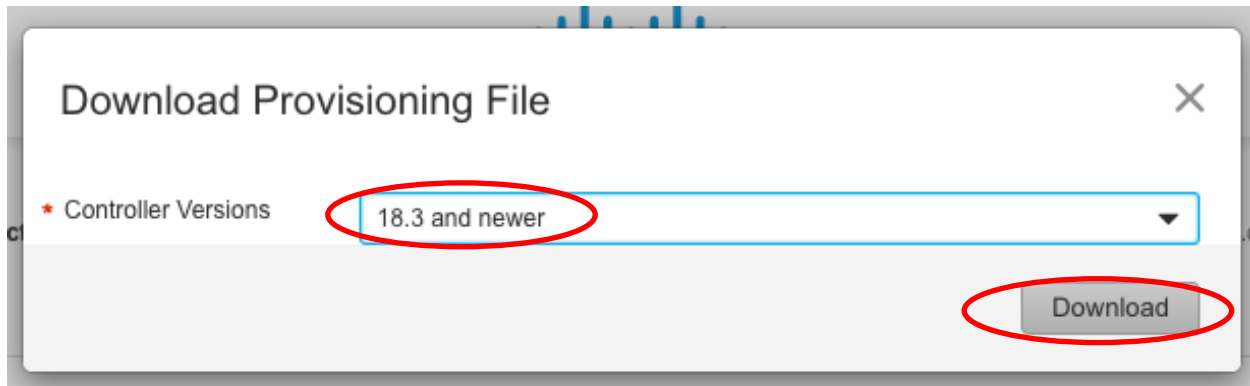 Download Provisioning File
* Controller Versions
18.3 and newer
Download